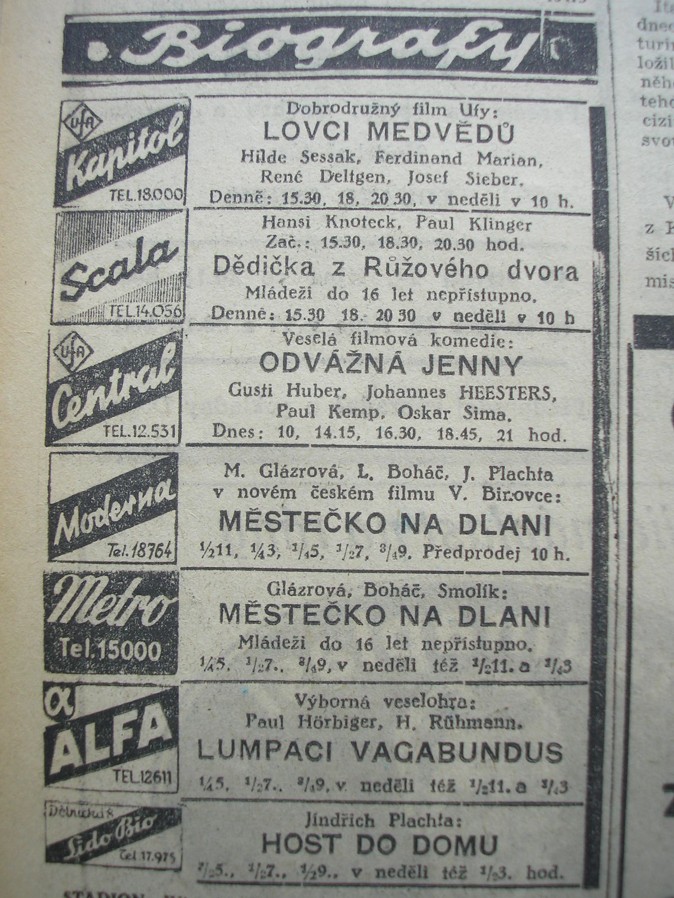 Biografy
UFA
Kapitol
TEL.18.000
Dobrodružný film Ufy:
LOVCI MEDVĚDŮ
Hilde Sessak, Ferdinand Marian,
René Deltgen, Josef Sieber.
Denně: 15.30, 18, 20 30, v neděli v 10 h.
Scala
TEL.14.056
Hansi Knoteck, Paul Klinger
Zač.: 15.30, 18.30, 20.30 hod.
Dědička z Růžového dvora
Mládeži do 16 let nepřístupno.
Denně: 15.30 18. 20 30 v neděli v 10 h
UFA
Central
TEL.12.531
Veselá filmová komedie:
ODVÁŽNÁ JENNY
Gusti Huber, Johannes HEESTERS,
Paul Kemp, Oskar Sima.
Dnes: 10, 14.15, 16.30, 18.45, 21 hod.
Moderna
Tel.18764
M. Glázrová, L. Boháč, J. Plachta
v novém českém filmu V. Binovce:
MĚSTEČKO NA DLANI
½11, ¼3, ¼5, ½7, ¾9. Předprodej 10 h.
Metro
Tel.15000
Glázrová, Boháč, Smolík:
MĚSTEČKO NA DLANI
Mládeži do 16 let nepřístupno.
¼5. ½7., ¾9, v neděli též ½11. a ¾3
α
ALFA
TEL.12611
Výborná veselohra:
Paul Hörbiger, H. Rühmann.
LUMPACI VAGABUNDUS
¼5, ½7., ¾9, v neděli též ½11. a ¾3
Dělnická 8
Lido Bio
tel 17.975
Jindřich Plachta:
HOST DO DOMU
½7., ½9., v neděli též ½3. hod.